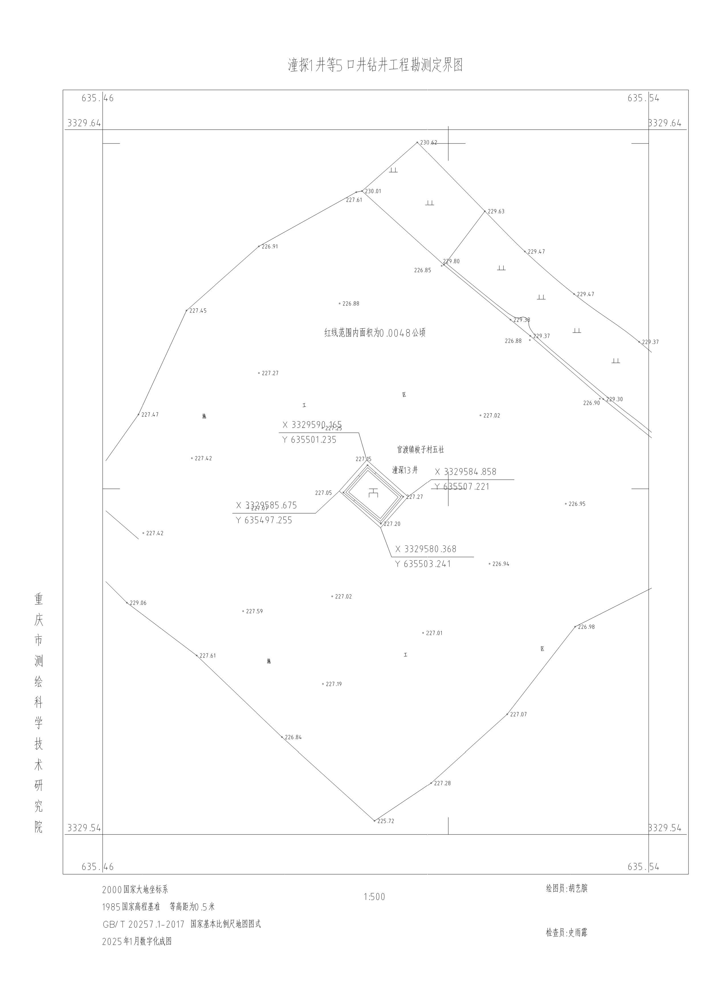 潼探1井等5口井钻井工程勘测定界图
635.46
635.54
3329.64
3329.64
230.62
230.01
227.61
229.63
226.91
229.47
229.80
226.85
229.47
226.88
227.45
229.38
红线范围内面积为0.0048公顷
229.37
226.88
229.37
227.27
区
229.30
226.90
工
施
227.47
227.02
X 3329590.165
227.25
Y 635501.235
官渡镇梭子村五社
227.42
227.15
潼深13井
X 3329584.858
Y 635507.221
227.05
227.27
X 3329585.675
227.07
226.95
Y 635497.255
227.20
227.42
X 3329580.368
Y 635503.241
226.94
227.02
229.06
227.59
226.98
227.01
区
227.61
工
施
227.19
227.07
226.84
227.28
225.72
3329.54
3329.54
635.46
635.54
重庆市测绘科学技术研究院
2000国家大地坐标系
1985国家高程基准 等高距为0.5米
GB/T 20257.1-2017 国家基本比例尺地图图式
2025年1月数字化成图
1:500
绘图员:胡艺膑
检查员:史雨露